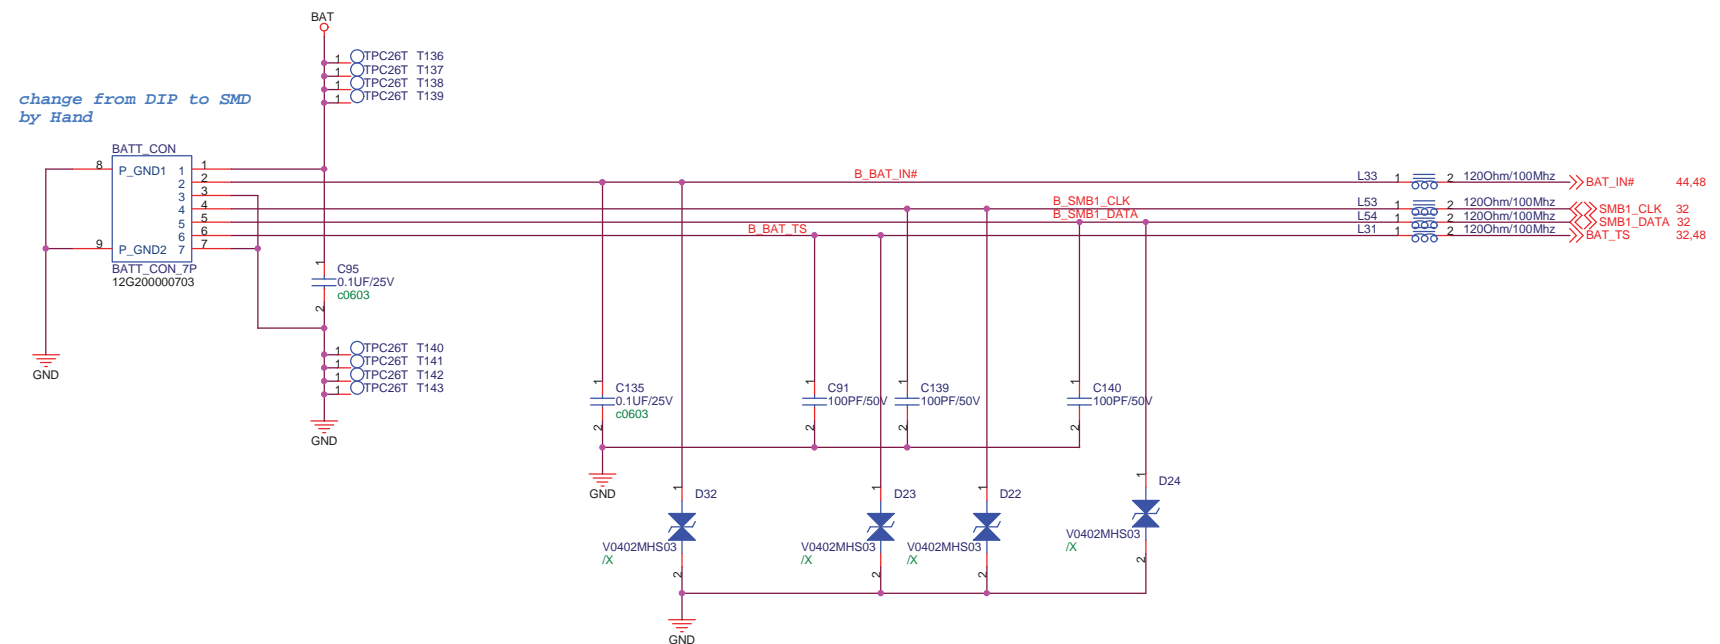 BAT
1 TPC26T T136
1 TPC26T T137
1 TPC26T T138
1 TPC26T T139
change from DIP to SMD
by Hand
BATT_CON
8 P_GND1 1 1
2 2
3 3
4 4
5 5
6 6
9 P_GND2 7 7
BATT_CON_7P
12G200000703
B_BAT_IN#
B_SMB1_CLK
B_SMB1_DATA
B_BAT_TS
L33 1 2 120Ohm/100Mhz BAT_IN# 44,48
L53 1 2 120Ohm/100Mhz SMB1_CLK 32
L54 1 2 120Ohm/100Mhz SMB1_DATA 32
L31 1 2 120Ohm/100Mhz BAT_TS 32,48
1
C95
0.1UF/25V
c0603
2
GND
1 TPC26T T140
1 TPC26T T141
1 TPC26T T142
1 TPC26T T143
GND
1
C135
0.1UF/25V
c0603
2
GND
1
C91
100PF/50V
2
1
C139
100PF/50V
2
1
C140
100PF/50V
2
1
D32
V0402MHS03
/X
2
1
D23
V0402MHS03
/X
2
1
D22
V0402MHS03
/X
2
1
D24
V0402MHS03
/X
2
GND